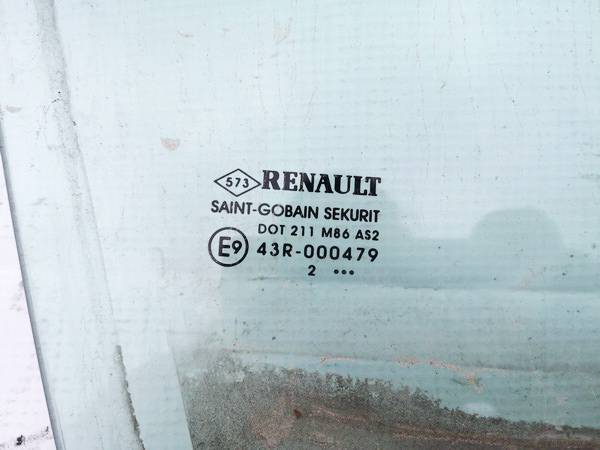 573 RENAULT
SAINT-GOBAIN SEKURIT
DOT 211 M86 AS2
E9 43R-000479
2 •••